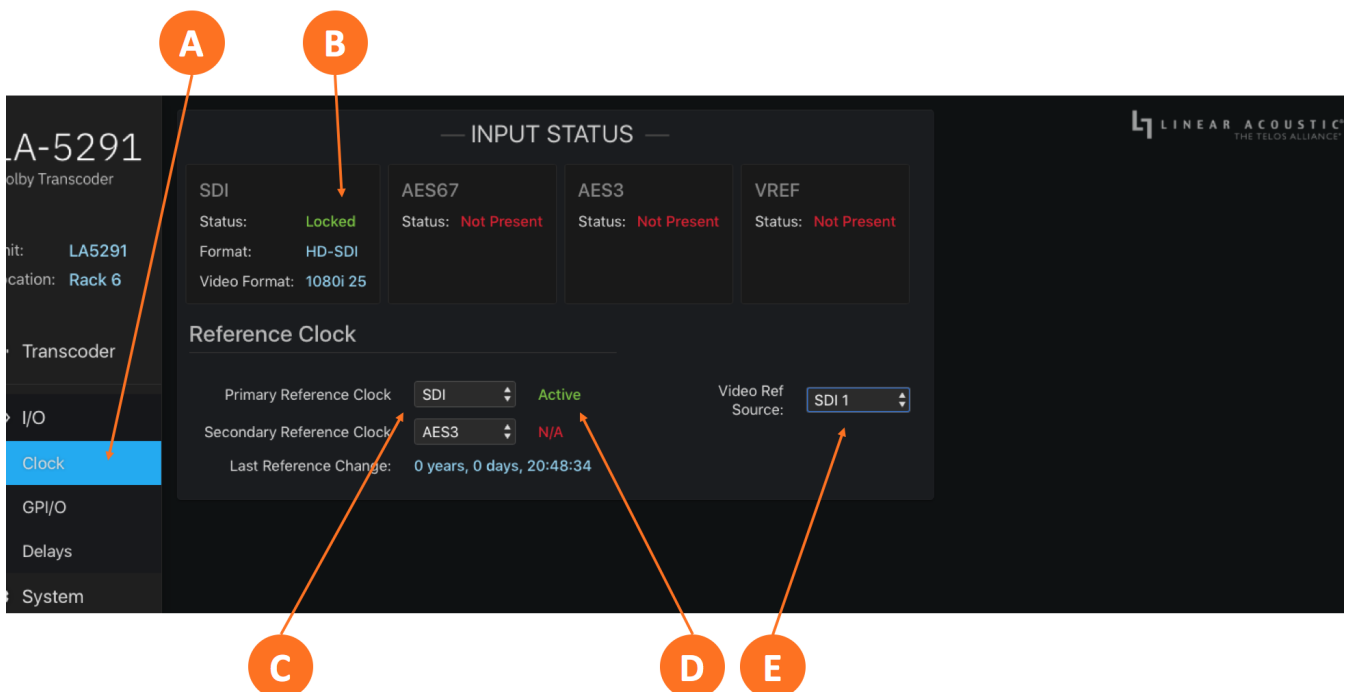 A
B
LA-5291
olby Transcoder
nit: LA5291
ocation: Rack 6
Transcoder
I/O
Clock
GPI/O
Delays
System
— INPUT STATUS —
SDI
Status: Locked
Format: HD-SDI
Video Format: 1080i 25
AES67
Status: Not Present
AES3
Status: Not Present
VREF
Status: Not Present
Reference Clock
Primary Reference Clock SDI Active
Secondary Reference Clock AES3 N/A
Last Reference Change: 0 years, 0 days, 20:48:34
Video Ref
Source: SDI 1
LINEAR ACOUSTIC®
THE TELOS ALLIANCE®
C
D
E